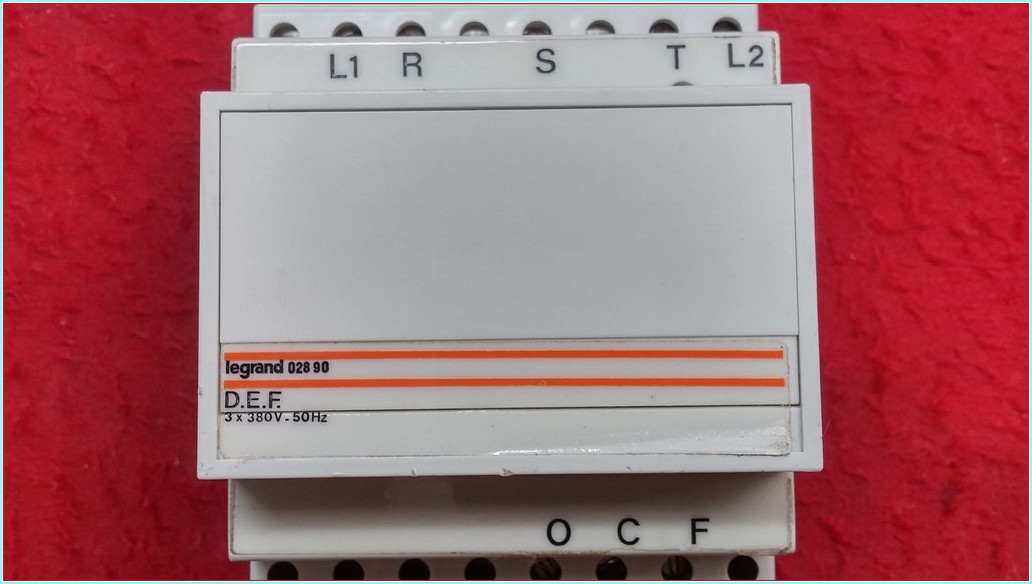 L1 R S T L2
legrand 028 90
D.E.F.
3 x 380V - 50Hz
O C F